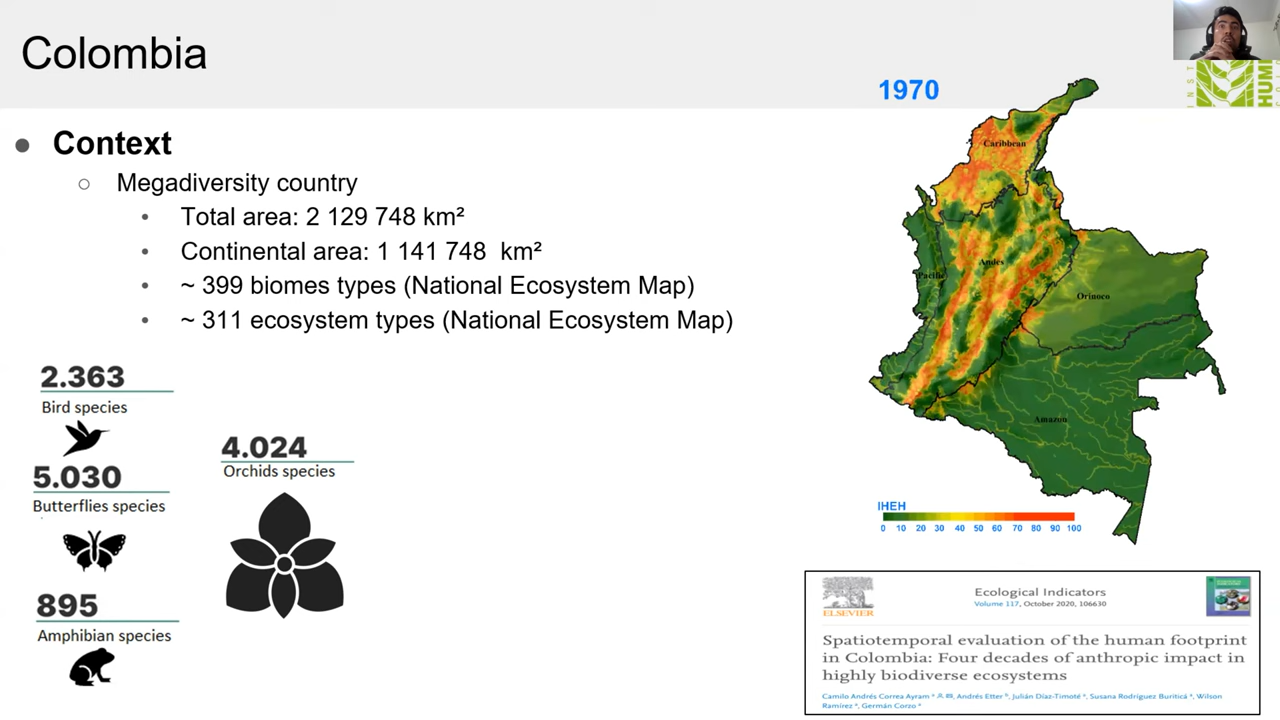 Colombia
Context
Megadiversity country
Total area: 2 129 748 km²
Continental area: 1 141 748 km²
~ 399 biomes types (National Ecosystem Map)
~ 311 ecosystem types (National Ecosystem Map)
2.363
Bird species
5.030
Butterflies species
895
Amphibian species
4.024
Orchids species
1970
Caribbean
Andes
Pacific
Orinoco
Amazon
IHEH
0 10 20 30 40 50 60 70 80 90 100
INST
HUM
ELSEVIER
Ecological Indicators
Volume 117, October 2020, 106630
Spatiotemporal evaluation of the human footprint
in Colombia: Four decades of anthropic impact in
highly biodiverse ecosystems
Camilo Andrés Correa Ayram ᵃ, Andrés Etter ᵇ, Julián Díaz-Timoté ᵃ, Susana Rodríguez Buriticá ᵃ, Wilson
Ramírez ᵃ, Germán Corzo ᵃ